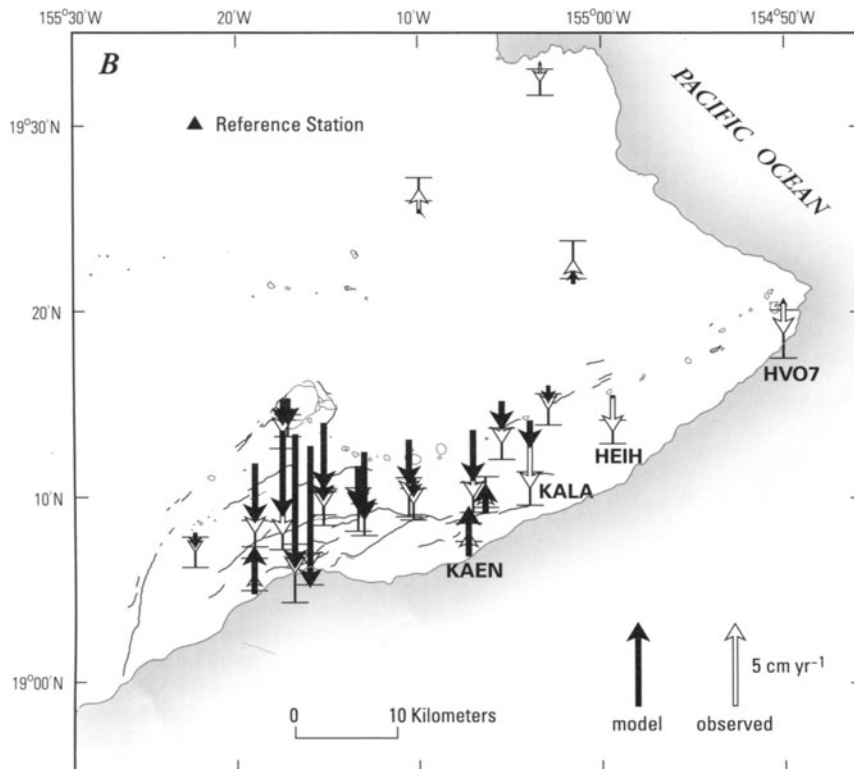 155°30'W
20'W
10'W
155°00'W
154°50'W
B
PACIFIC OCEAN
19°30'N
▲ Reference Station
20'N
HVO7
HEIH
10'N
KALA
KAEN
5 cm yr⁻¹
19°00'N
0 10 Kilometers
model observed